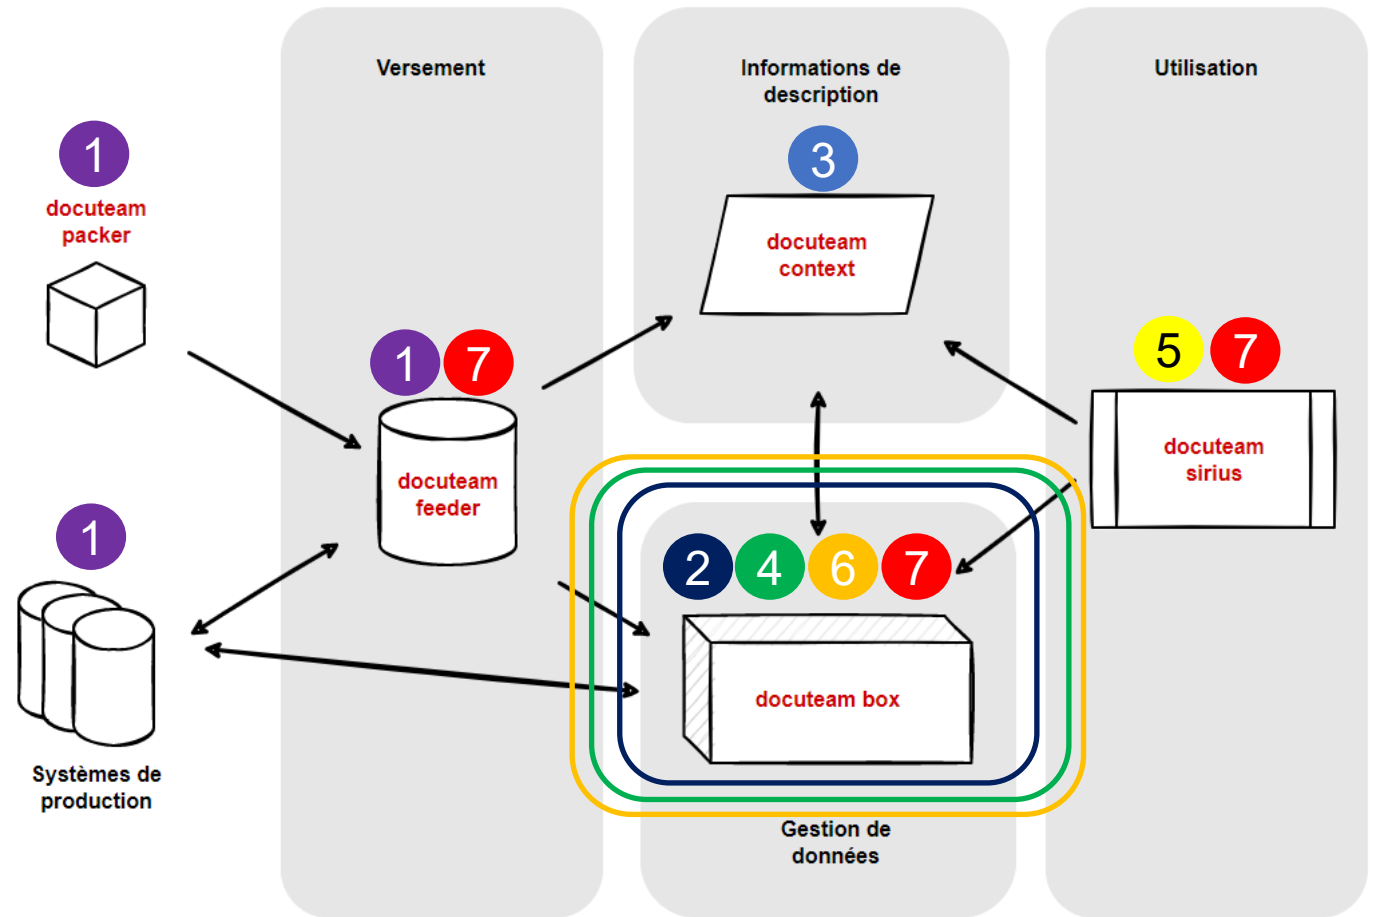 Versement
Informations de
description
Utilisation
1
docuteam
packer
3
docuteam
context
1 7
docuteam
feeder
5 7
docuteam
sirius
1
Systèmes de
production
2 4 6 7
docuteam box
Gestion de
données